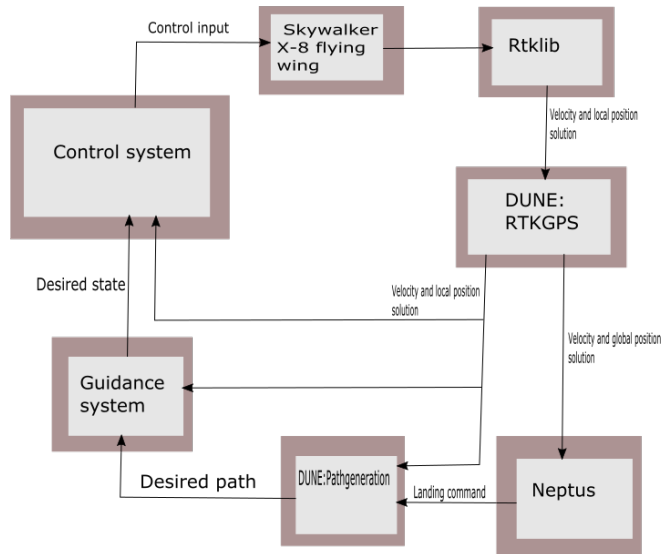 Control input
Skywalker
X-8 flying
wing
Rtklib
Velocity and local position
solution
Control system
DUNE:
RTKGPS
Desired state
Velocity and local position
solution
Velocity and global position
solution
Guidance
system
Desired path
DUNE:Pathgeneration
Landing command
Neptus